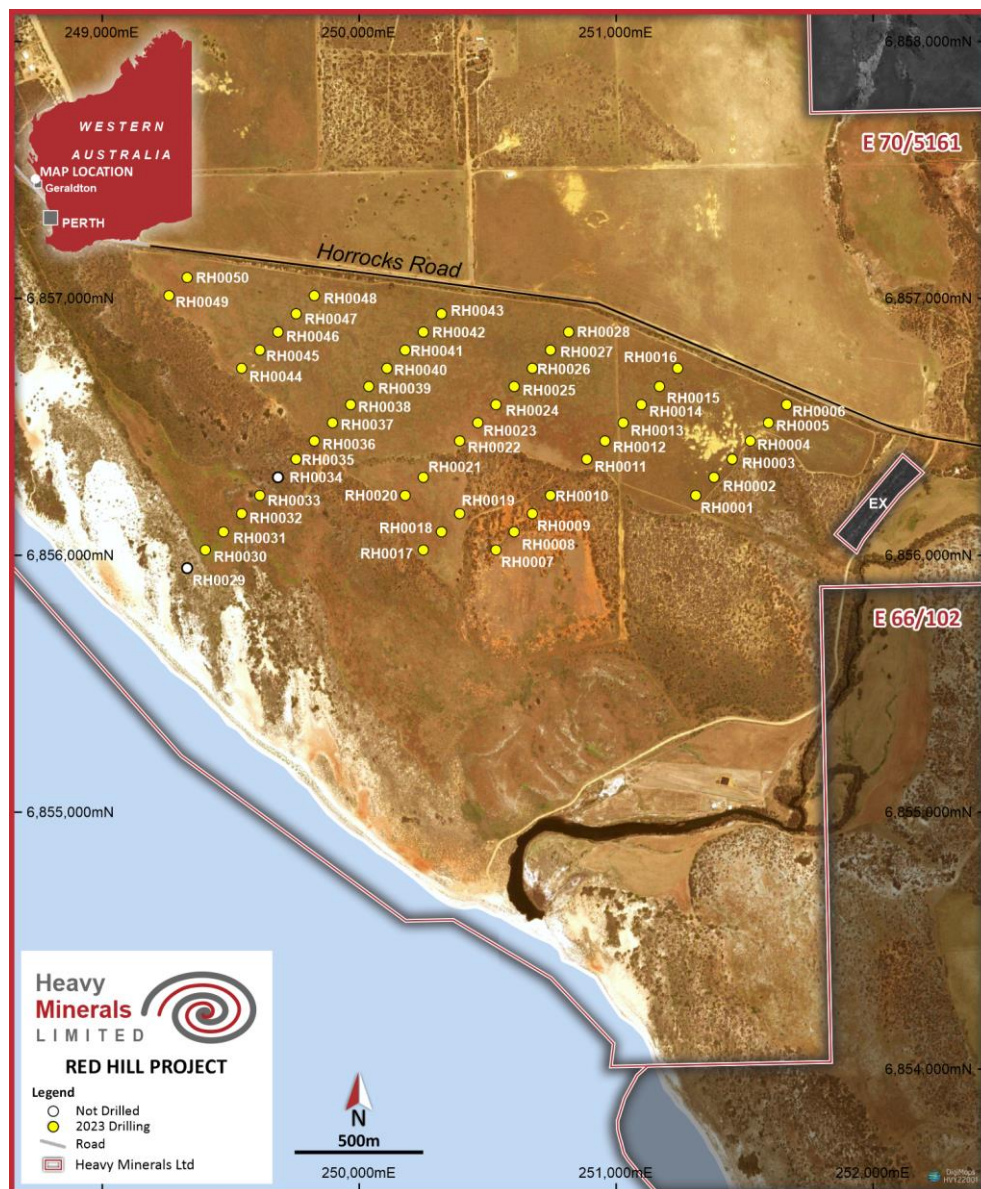 249,000mE
250,000mE
251,000mE
6,858,000mN
WESTERN
AUSTRALIA
MAP LOCATION
Geraldton
PERTH
E 70/5161
Horrocks Road
6,857,000mN
6,857,000mN
RH0050
RH0049
RH0048
RH0047
RH0046
RH0045
RH0044
RH0043
RH0042
RH0041
RH0040
RH0039
RH0038
RH0037
RH0036
RH0035
RH0034
RH0033
RH0032
RH0031
RH0030
RH0029
RH0028
RH0027
RH0026
RH0025
RH0024
RH0023
RH0022
RH0021
RH0020
RH0019
RH0018
RH0017
RH0016
RH0015
RH0014
RH0013
RH0012
RH0011
RH0010
RH0009
RH0008
RH0007
RH0006
RH0005
RH0004
RH0003
RH0002
RH0001
EX
6,856,000mN
6,856,000mN
E 66/102
6,855,000mN
6,855,000mN
6,854,000mN
Heavy
Minerals
LIMITED
RED HILL PROJECT
Legend
Not Drilled
2023 Drilling
Road
Heavy Minerals Ltd
N
500m
250,000mE
251,000mE
252,000mE
DigiMaps
HVYZ2001